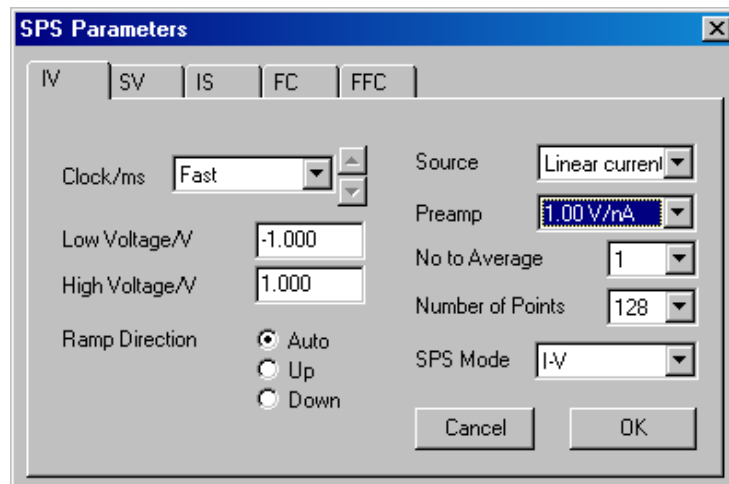 SPS Parameters
IV SV IS FC FFC
Clock/ms Fast
Low Voltage/V -1.000
High Voltage/V 1.000
Ramp Direction Auto
Up
Down
Source Linear current
Preamp 1.00 V/nA
No to Average 1
Number of Points 128
SPS Mode I-V
Cancel OK